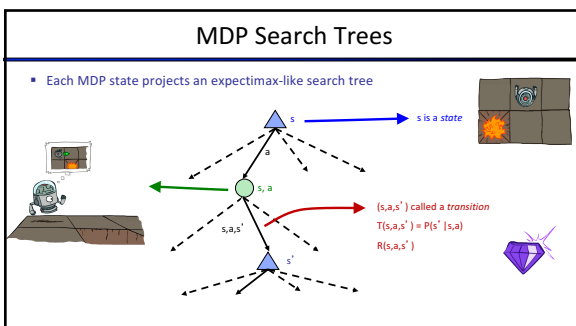 MDP Search Trees
▪ Each MDP state projects an expectimax-like search tree
s
s is a state
a
s, a
(s,a,s') called a transition
s,a,s'
T(s,a,s') = P(s'|s,a)
R(s,a,s')
s'